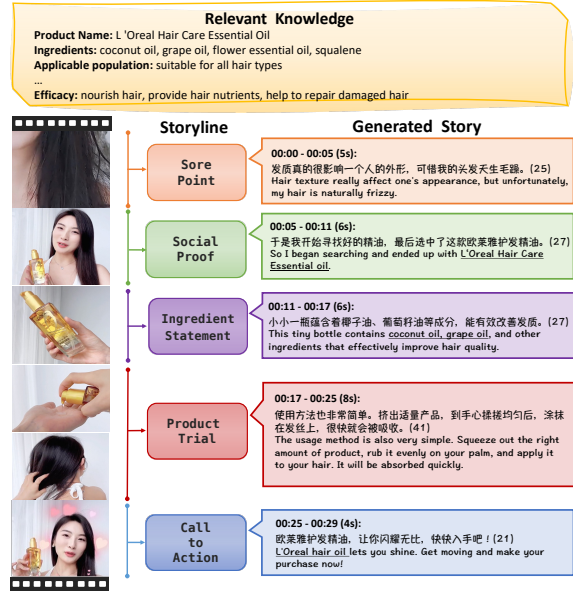 Relevant Knowledge
Product Name: L 'Oreal Hair Care Essential Oil
Ingredients: coconut oil, grape oil, flower essential oil, squalene
Applicable population: suitable for all hair types
...
Efficacy: nourish hair, provide hair nutrients, help to repair damaged hair
Storyline
Generated Story
Sore
Point
00:00 - 00:05 (5s):
发质真的很影响一个人的外形，可惜我的头发天生毛躁。(25)
Hair texture really affect one's appearance, but unfortunately,
my hair is naturally frizzy.
Social
Proof
00:05 - 00:11 (6s):
于是我开始寻找好的精油，最后选中了这款欧莱雅护发精油。(27)
So I began searching and ended up with L'Oreal Hair Care
Essential oil.
Ingredient
Statement
00:11 - 00:17 (6s):
小小一瓶蕴含着椰子油、葡萄籽油等成分，能有效改善发质。(27)
This tiny bottle contains coconut oil, grape oil, and other
ingredients that effectively improve hair quality.
Product
Trial
00:17 - 00:25 (8s):
使用方法也非常简单。挤出适量产品，到手心揉搓均匀后，涂抹
在发丝上，很快就会被吸收。(41)
The usage method is also very simple. Squeeze out the right
amount of product, rub it evenly on your palm, and apply it
to your hair. It will be absorbed quickly.
Call
to
Action
00:25 - 00:29 (4s):
欧莱雅护发精油，让你闪耀无比，快快入手吧！(21)
L'Oreal hair oil lets you shine. Get moving and make your
purchase now!